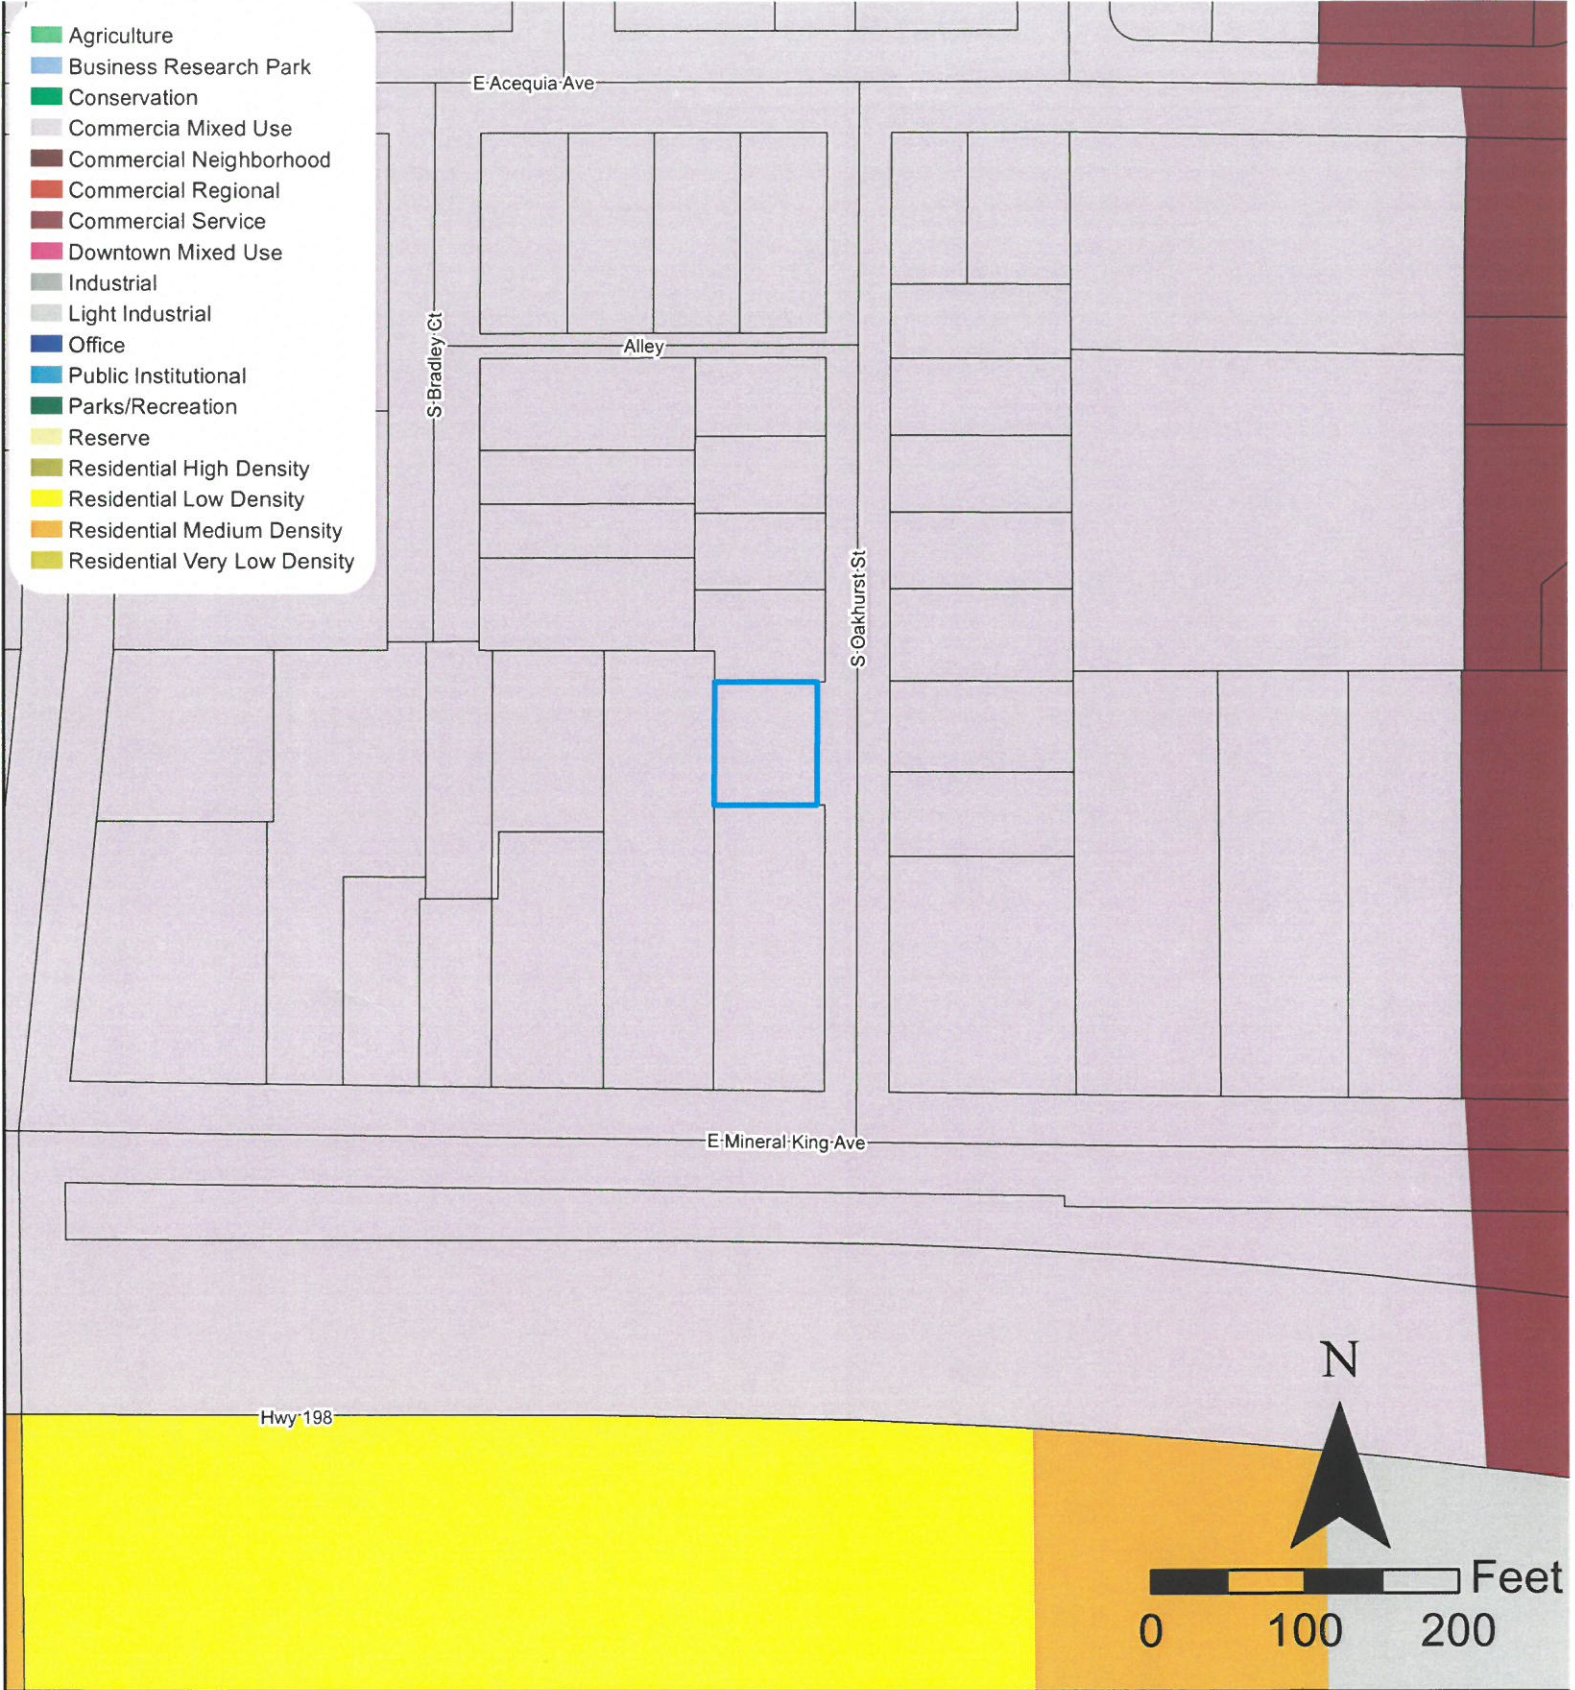 Agriculture
Business Research Park
Conservation
Commercia Mixed Use
Commercial Neighborhood
Commercial Regional
Commercial Service
Downtown Mixed Use
Industrial
Light Industrial
Office
Public Institutional
Parks/Recreation
Reserve
Residential High Density
Residential Low Density
Residential Medium Density
Residential Very Low Density
E Acequia Ave
S Bradley Ct
Alley
S Oakhurst St
E Mineral King Ave
Hwy 198
N
Feet
0 100 200